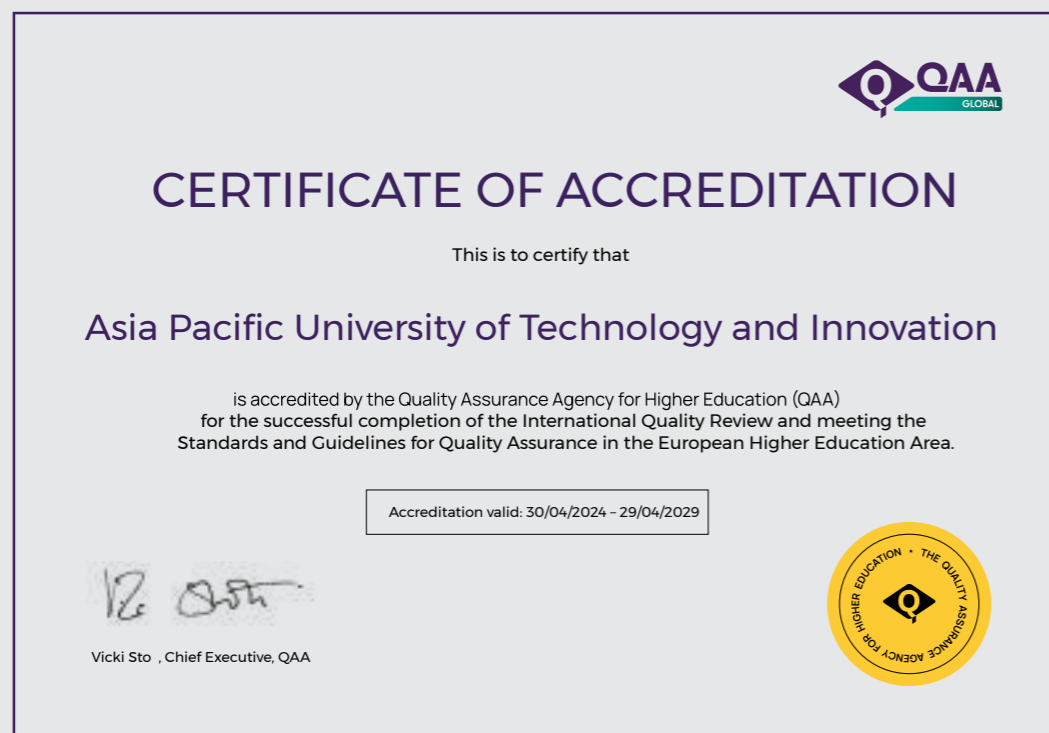 QAA
GLOBAL
CERTIFICATE OF ACCREDITATION
This is to certify that
Asia Pacific University of Technology and Innovation
is accredited by the Quality Assurance Agency for Higher Education (QAA)
for the successful completion of the International Quality Review and meeting the
Standards and Guidelines for Quality Assurance in the European Higher Education Area.
Accreditation valid: 30/04/2024 – 29/04/2029
Vicki Sto , Chief Executive, QAA
THE QUALITY ASSURANCE AGENCY FOR HIGHER EDUCATION •